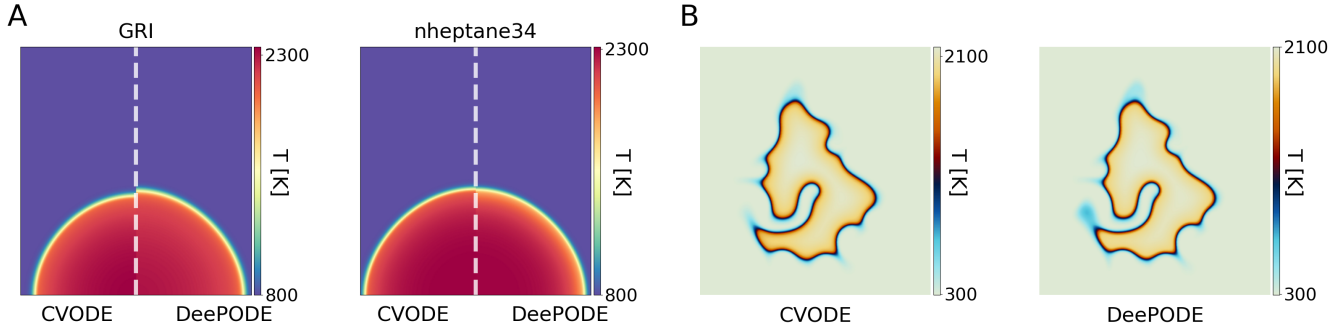 A
GRI
2300
T [K]
800
CVODE
DeePODE
nheptane34
2300
T [K]
800
CVODE
DeePODE
B
2100
T [K]
300
CVODE
2100
T [K]
300
DeePODE